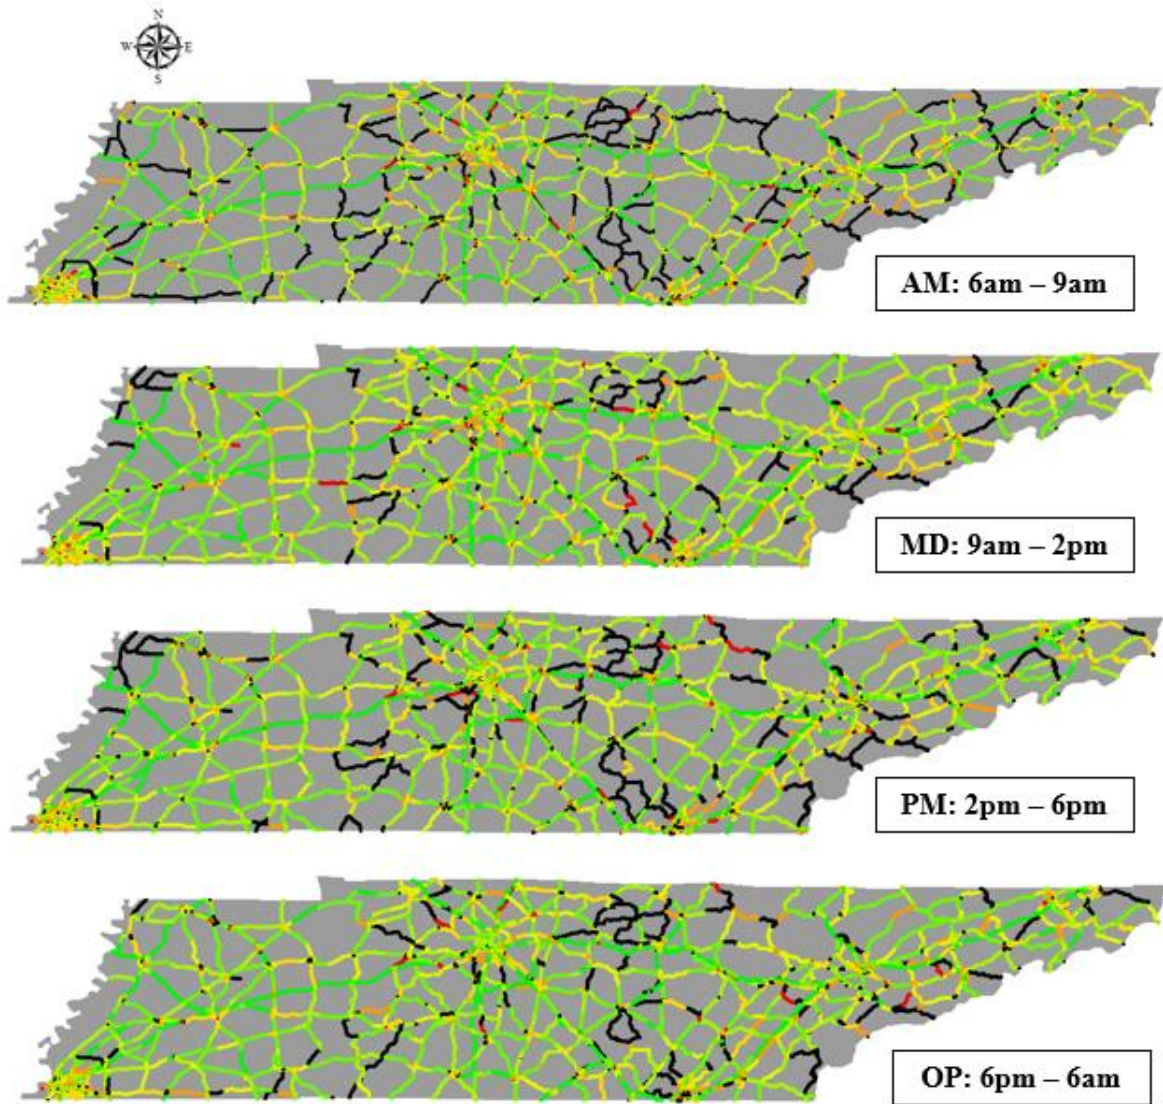 N
W E
S
AM: 6am – 9am
MD: 9am – 2pm
PM: 2pm – 6pm
OP: 6pm – 6am